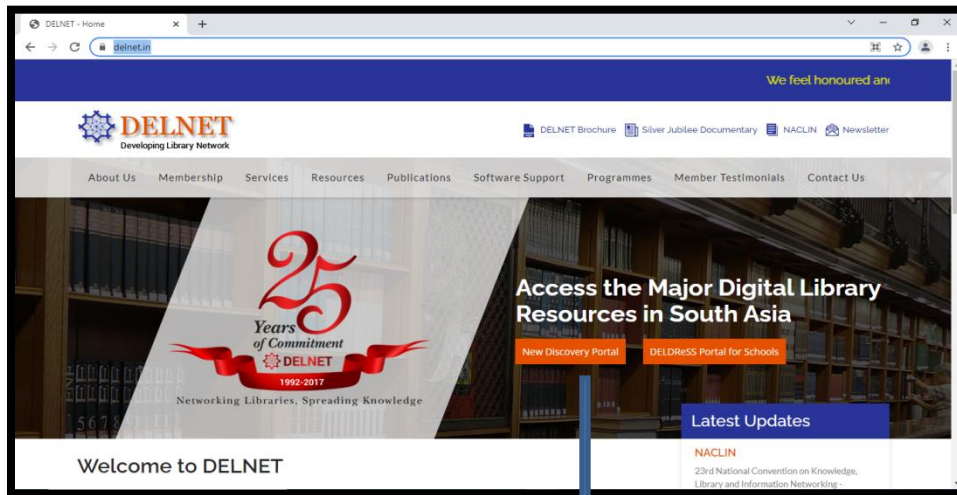 DELNET - Home
delnet.in
We feel honoured an
DELNET
Developing Library Network
DELNET Brochure Silver Jubilee Documentary NACLIN Newsletter
About Us Membership Services Resources Publications Software Support Programmes Member Testimonials Contact Us
25
Years
of Commitment
DELNET
1992-2017
Networking Libraries, Spreading Knowledge
Access the Major Digital Library
Resources in South Asia
New Discovery Portal DELDReSS Portal for Schools
Latest Updates
NACLIN
23rd National Convention on Knowledge,
Library and Information Networking -
Welcome to DELNET